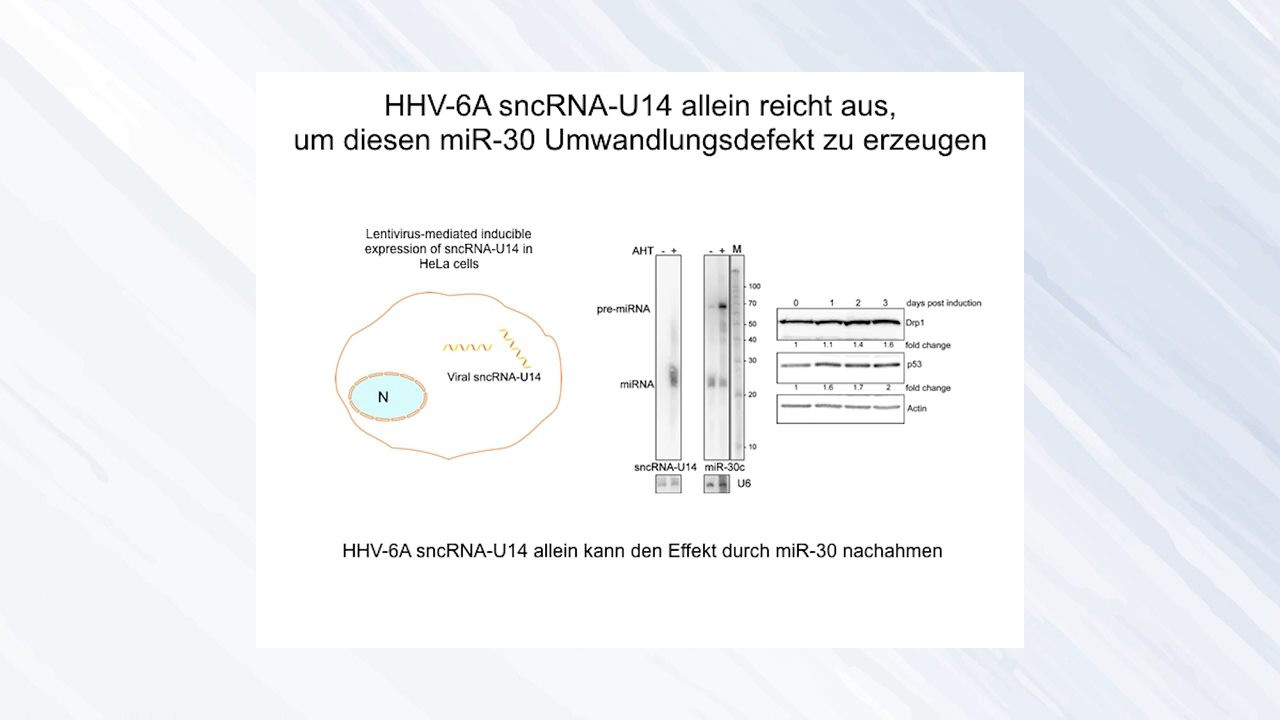 HHV-6A sncRNA-U14 allein reicht aus,
um diesen miR-30 Umwandlungsdefekt zu erzeugen
Lentivirus-mediated inducible
expression of sncRNA-U14 in
HeLa cells
Viral sncRNA-U14
N
AHT - + - + M
pre-miRNA
miRNA
100
70
50
40
30
20
10
sncRNA-U14 miR-30c
U6
0 1 2 3 days post induction
Drp1
1 1.1 1.4 1.6 fold change
p53
1 1.6 1.7 2 fold change
Actin
HHV-6A sncRNA-U14 allein kann den Effekt durch miR-30 nachahmen